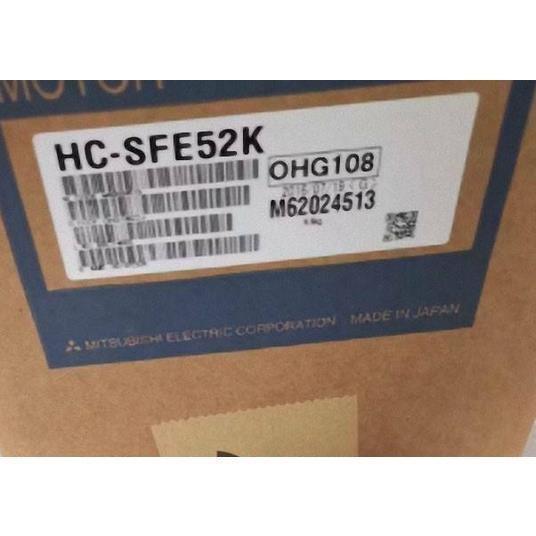 MOTOR
HC-SFE52K
OHG108
M62024513
MITSUBISHI ELECTRIC CORPORATION MADE IN JAPAN